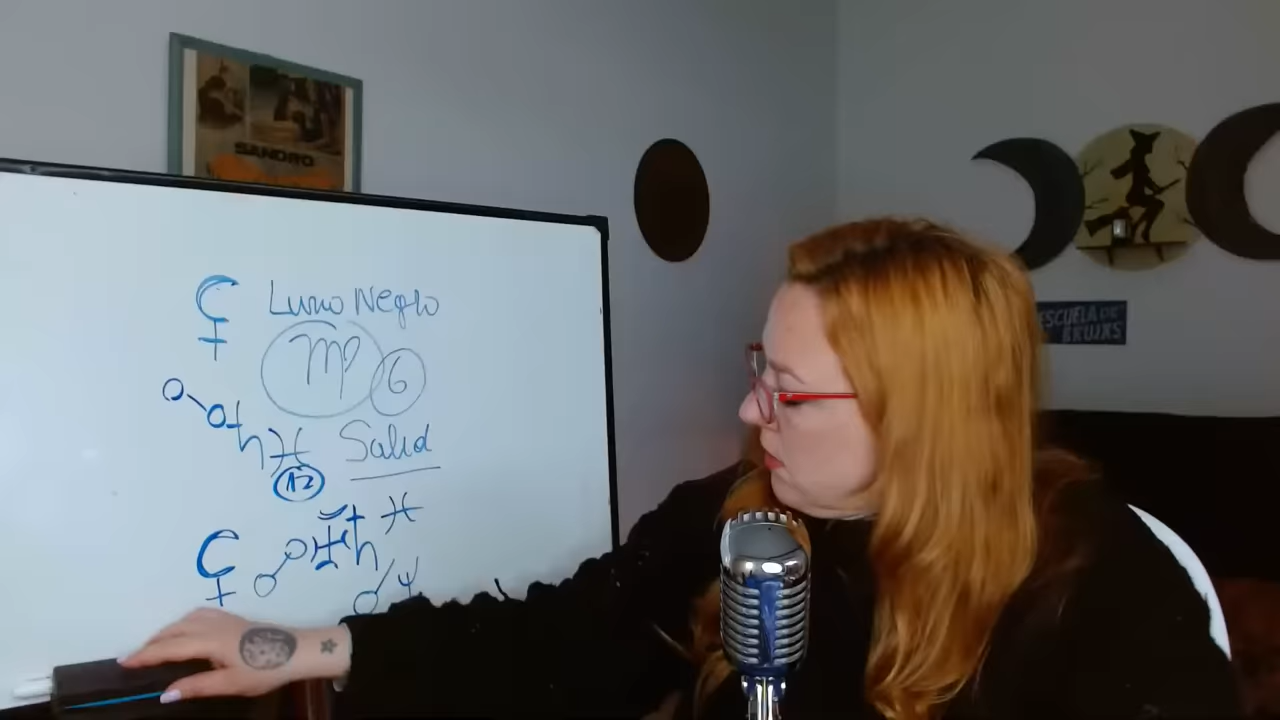 SANDRO
Luna Negra
♍ 6
♄ ♓ Salud
12
♓
♄
♆
ESCUELA DE
BRUJAS